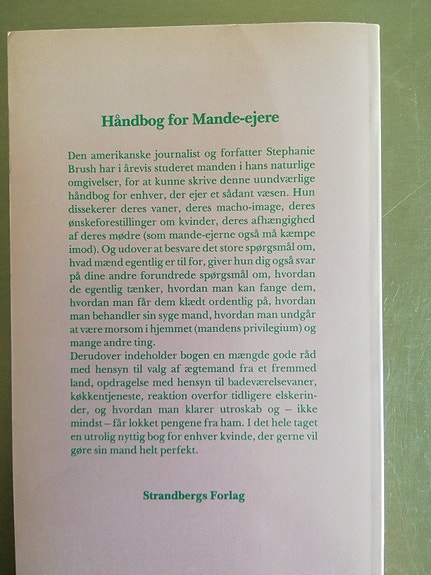 Håndbog for Mande-ejere
Den amerikanske journalist og forfatter Stephanie
Brush har i årevis studeret manden i hans naturlige
omgivelser, for at kunne skrive denne uundværlige
håndbog for enhver, der ejer et sådant væsen. Hun
dissekerer deres vaner, deres macho-image, deres
ønskeforestillinger om kvinder, deres afhængighed
af deres mødre (som mande-ejerne også må kæmpe
imod). Og udover at besvare det store spørgsmål om,
hvad mænd egentlig er til for, giver hun dig også svar
på dine andre forundrede spørgsmål om, hvordan
de egentlig tænker, hvordan man kan fange dem,
hvordan man får dem klædt ordentlig på, hvordan
man behandler sin syge mand, hvordan man undgår
at være morsom i hjemmet (mandens privilegium) og
mange andre ting.
Derudover indeholder bogen en mængde gode råd
med hensyn til valg af ægtemand fra et fremmed
land, opdragelse med hensyn til badeværelsesvaner,
køkkentjeneste, reaktion overfor tidligere elskerin-
der, og hvordan man klarer utroskab og – ikke
mindst – får lokket pengene fra ham. I det hele taget
en utrolig nyttig bog for enhver kvinde, der gerne vil
gøre sin mand helt perfekt.
Strandbergs Forlag